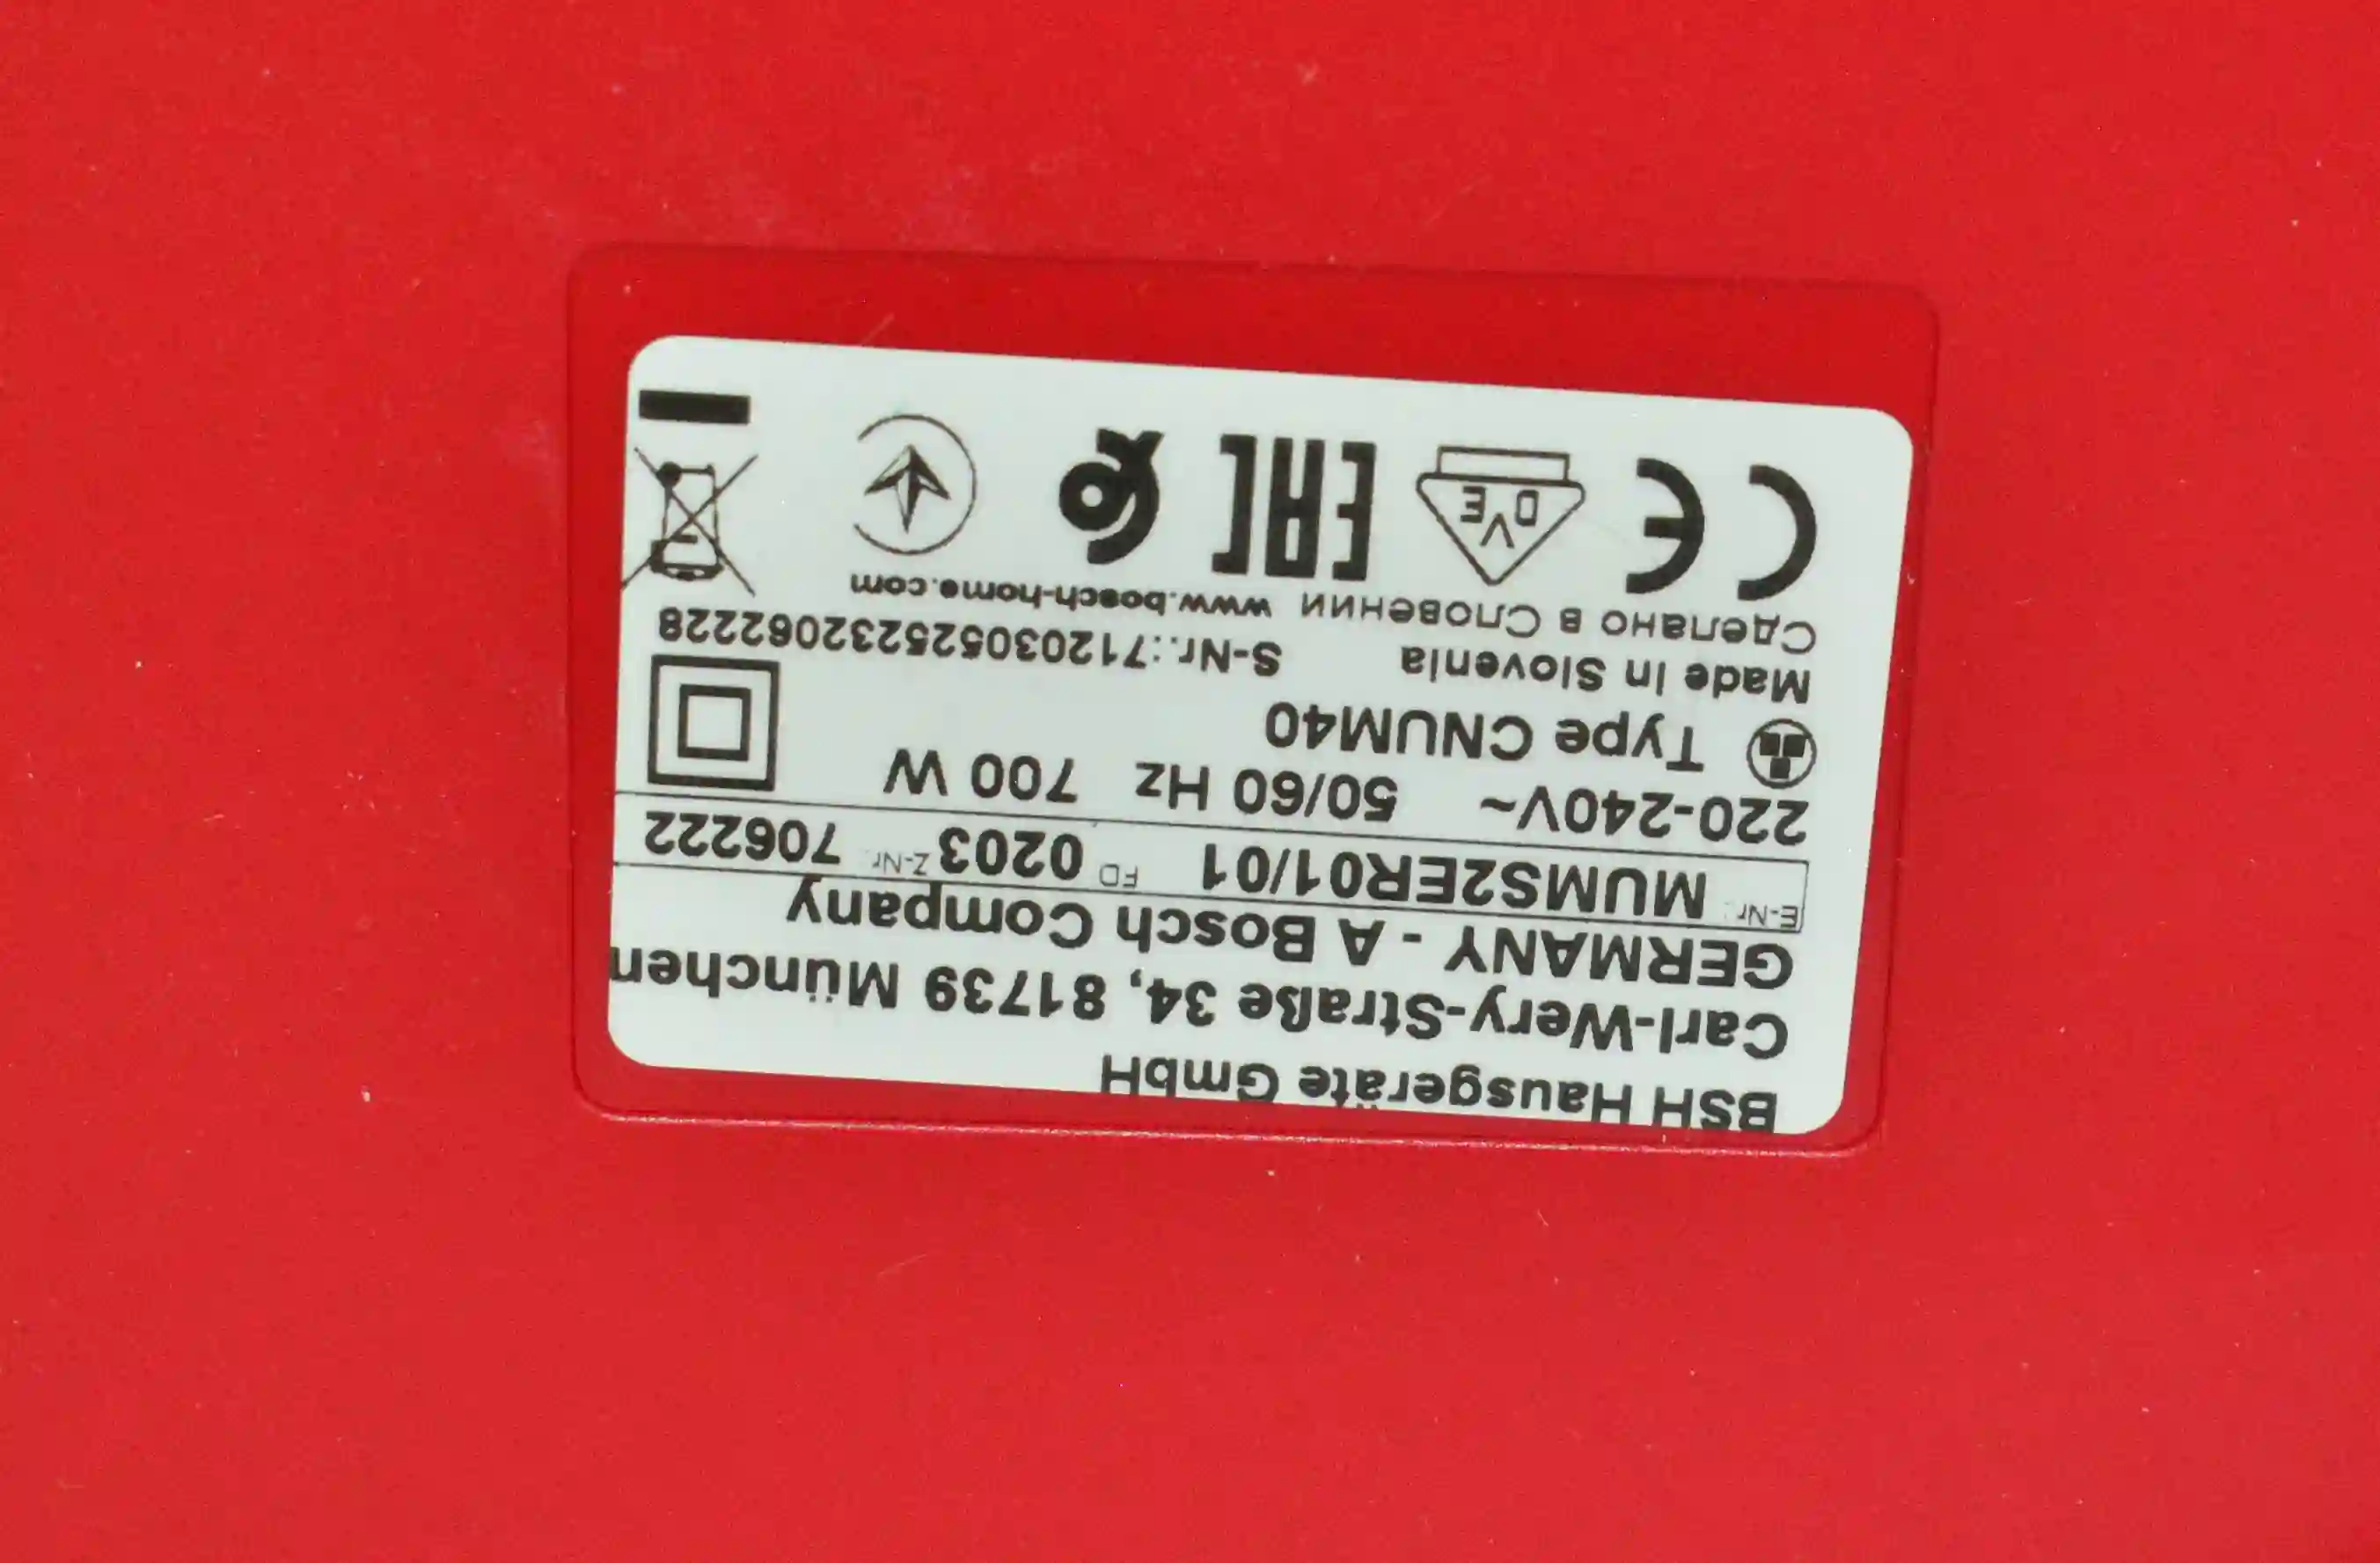 BSH Hausgeräte GmbH
Carl-Wery-Straße 34, 81739 München
GERMANY - A Bosch Company
E-Nr. MUMS2ER01/01 FD 0203 Z-Nr. 706222
220-240V~ 50/60 Hz 700 W
Type CNUM40
Made in Slovenia S-Nr.:712030525232062228
Сделано в Словении www.bosch-home.com
CE DVE EAC